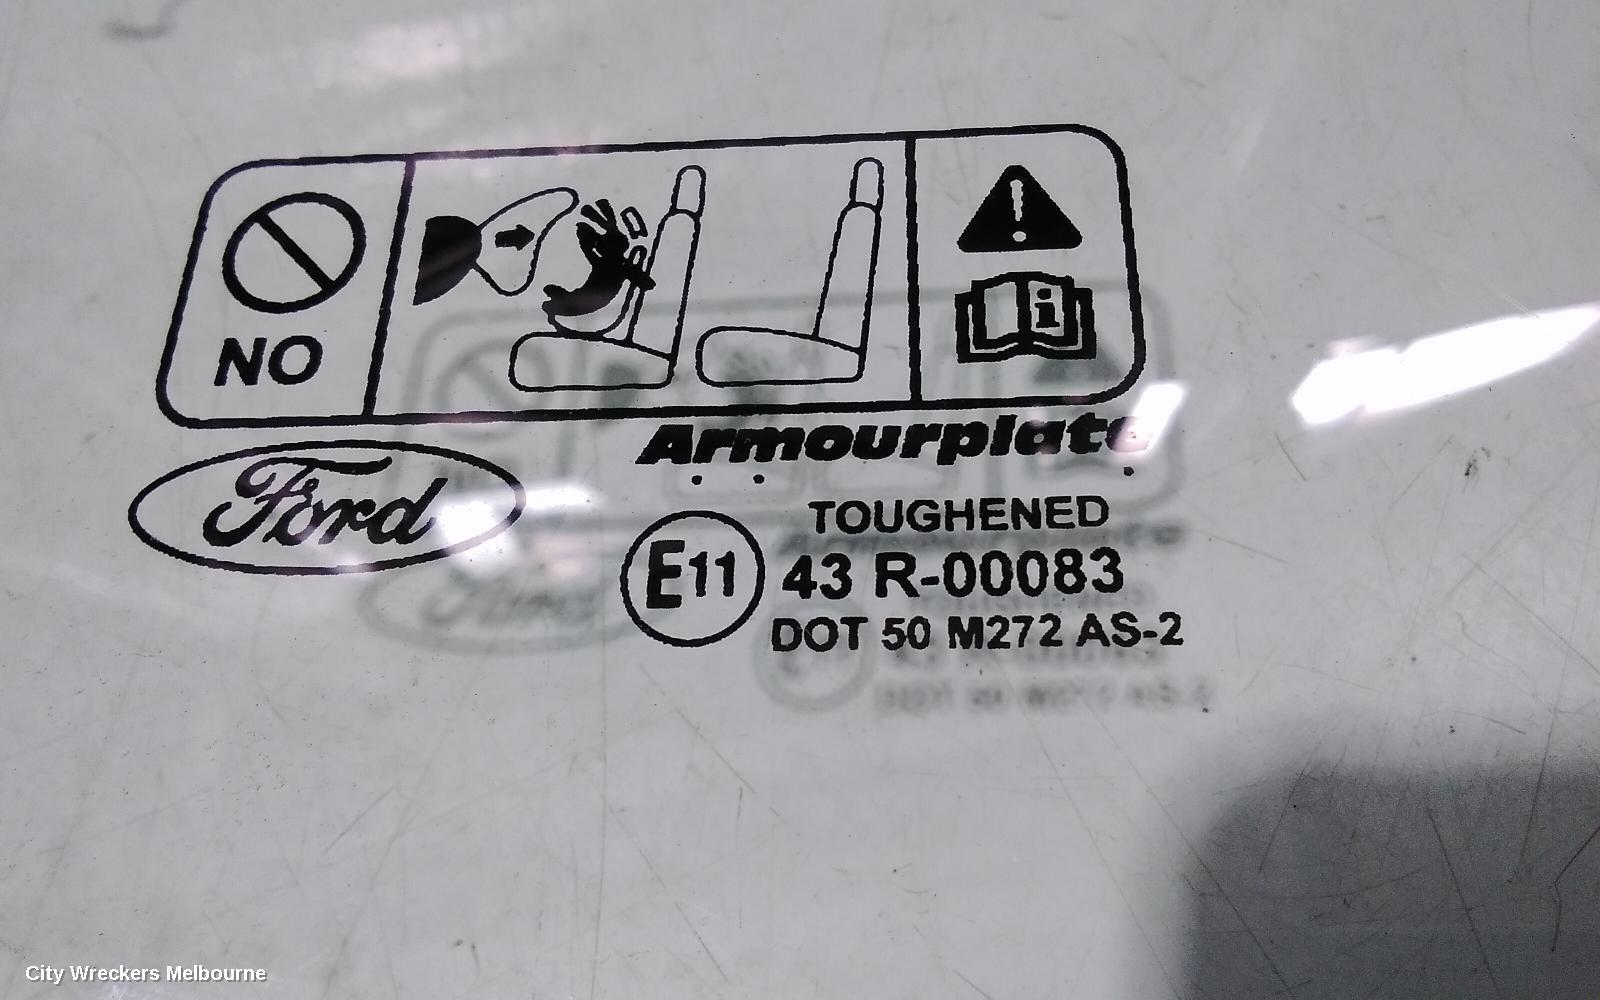 NO
i
Ford
Armourplate
TOUGHENED
E11
43 R-00083
DOT 50 M272 AS-2
City Wreckers Melbourne